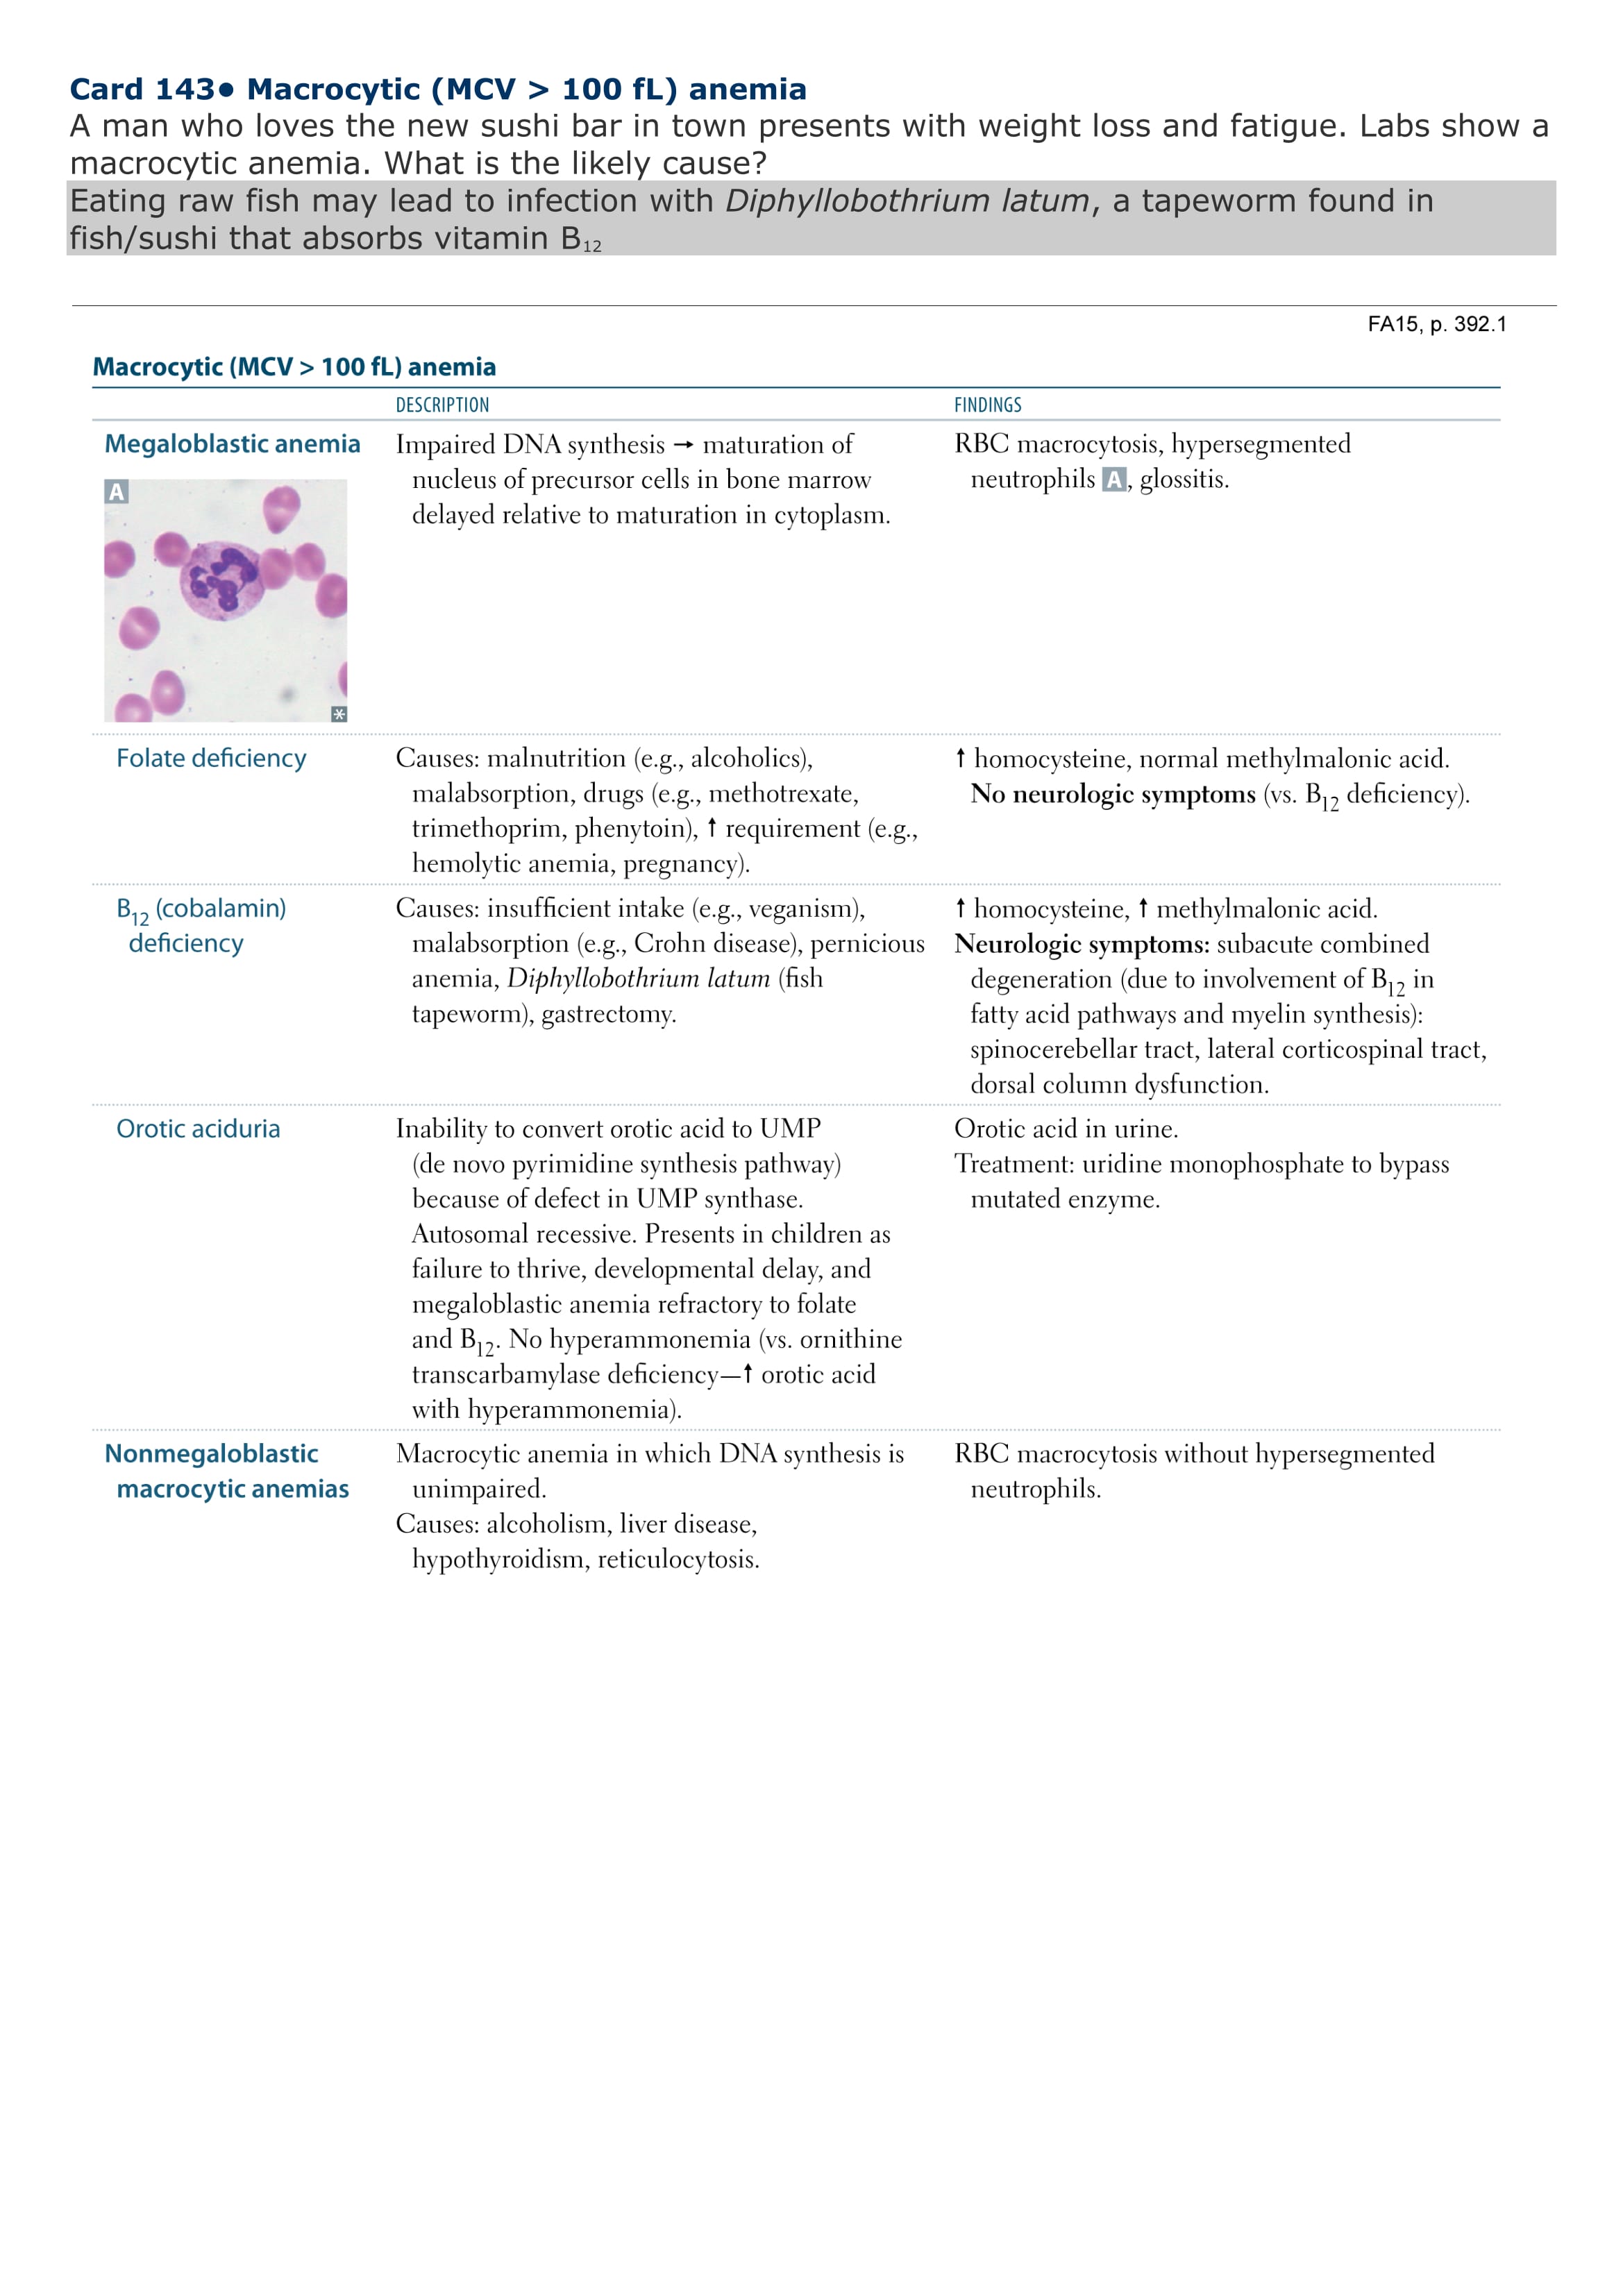 Card 143● Macrocytic (MCV > 100 fL) anemia
A man who loves the new sushi bar in town presents with weight loss and fatigue. Labs show a
macrocytic anemia. What is the likely cause?
Eating raw fish may lead to infection with Diphyllobothrium latum, a tapeworm found in
fish/sushi that absorbs vitamin B12
FA15, p. 392.1
Macrocytic (MCV > 100 fL) anemia
DESCRIPTION FINDINGS
Megaloblastic anemia
A
*
Impaired DNA synthesis → maturation of
nucleus of precursor cells in bone marrow
delayed relative to maturation in cytoplasm.
RBC macrocytosis, hypersegmented
neutrophils A, glossitis.
Folate deficiency
Causes: malnutrition (e.g., alcoholics),
malabsorption, drugs (e.g., methotrexate,
trimethoprim, phenytoin), ↑ requirement (e.g.,
hemolytic anemia, pregnancy).
↑ homocysteine, normal methylmalonic acid.
No neurologic symptoms (vs. B12 deficiency).
B12 (cobalamin)
deficiency
Causes: insufficient intake (e.g., veganism),
malabsorption (e.g., Crohn disease), pernicious
anemia, Diphyllobothrium latum (fish
tapeworm), gastrectomy.
↑ homocysteine, ↑ methylmalonic acid.
Neurologic symptoms: subacute combined
degeneration (due to involvement of B12 in
fatty acid pathways and myelin synthesis):
spinocerebellar tract, lateral corticospinal tract,
dorsal column dysfunction.
Orotic aciduria
Inability to convert orotic acid to UMP
(de novo pyrimidine synthesis pathway)
because of defect in UMP synthase.
Autosomal recessive. Presents in children as
failure to thrive, developmental delay, and
megaloblastic anemia refractory to folate
and B12. No hyperammonemia (vs. ornithine
transcarbamylase deficiency—↑ orotic acid
with hyperammonemia).
Orotic acid in urine.
Treatment: uridine monophosphate to bypass
mutated enzyme.
Nonmegaloblastic
macrocytic anemias
Macrocytic anemia in which DNA synthesis is
unimpaired.
Causes: alcoholism, liver disease,
hypothyroidism, reticulocytosis.
RBC macrocytosis without hypersegmented
neutrophils.